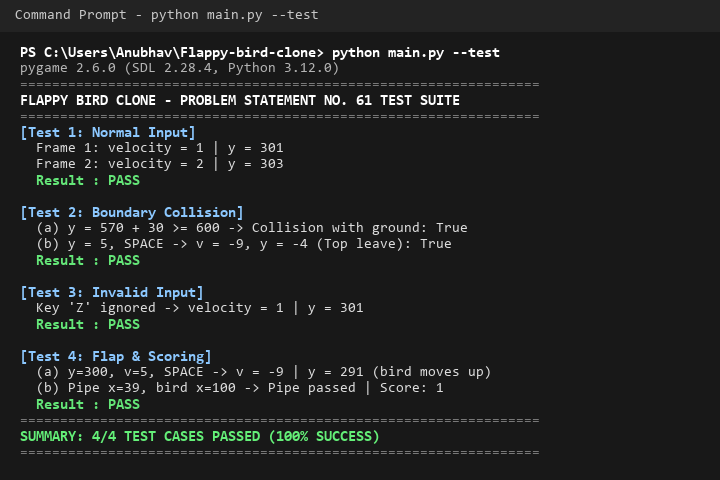 Command Prompt - python main.py --test
PS C:\Users\Anubhav\Flappy-bird-clone> python main.py --test
pygame 2.6.0 (SDL 2.28.4, Python 3.12.0)
=================================================================
FLAPPY BIRD CLONE - PROBLEM STATEMENT NO. 61 TEST SUITE
=================================================================
[Test 1: Normal Input]
Frame 1: velocity = 1 | y = 301
Frame 2: velocity = 2 | y = 303
Result : PASS
[Test 2: Boundary Collision]
(a) y = 570 + 30 >= 600 -> Collision with ground: True
(b) y = 5, SPACE -> v = -9, y = -4 (Top leave): True
Result : PASS
[Test 3: Invalid Input]
Key 'Z' ignored -> velocity = 1 | y = 301
Result : PASS
[Test 4: Flap & Scoring]
(a) y=300, v=5, SPACE -> v = -9 | y = 291 (bird moves up)
(b) Pipe x=39, bird x=100 -> Pipe passed | Score: 1
Result : PASS
=================================================================
SUMMARY: 4/4 TEST CASES PASSED (100% SUCCESS)
=================================================================